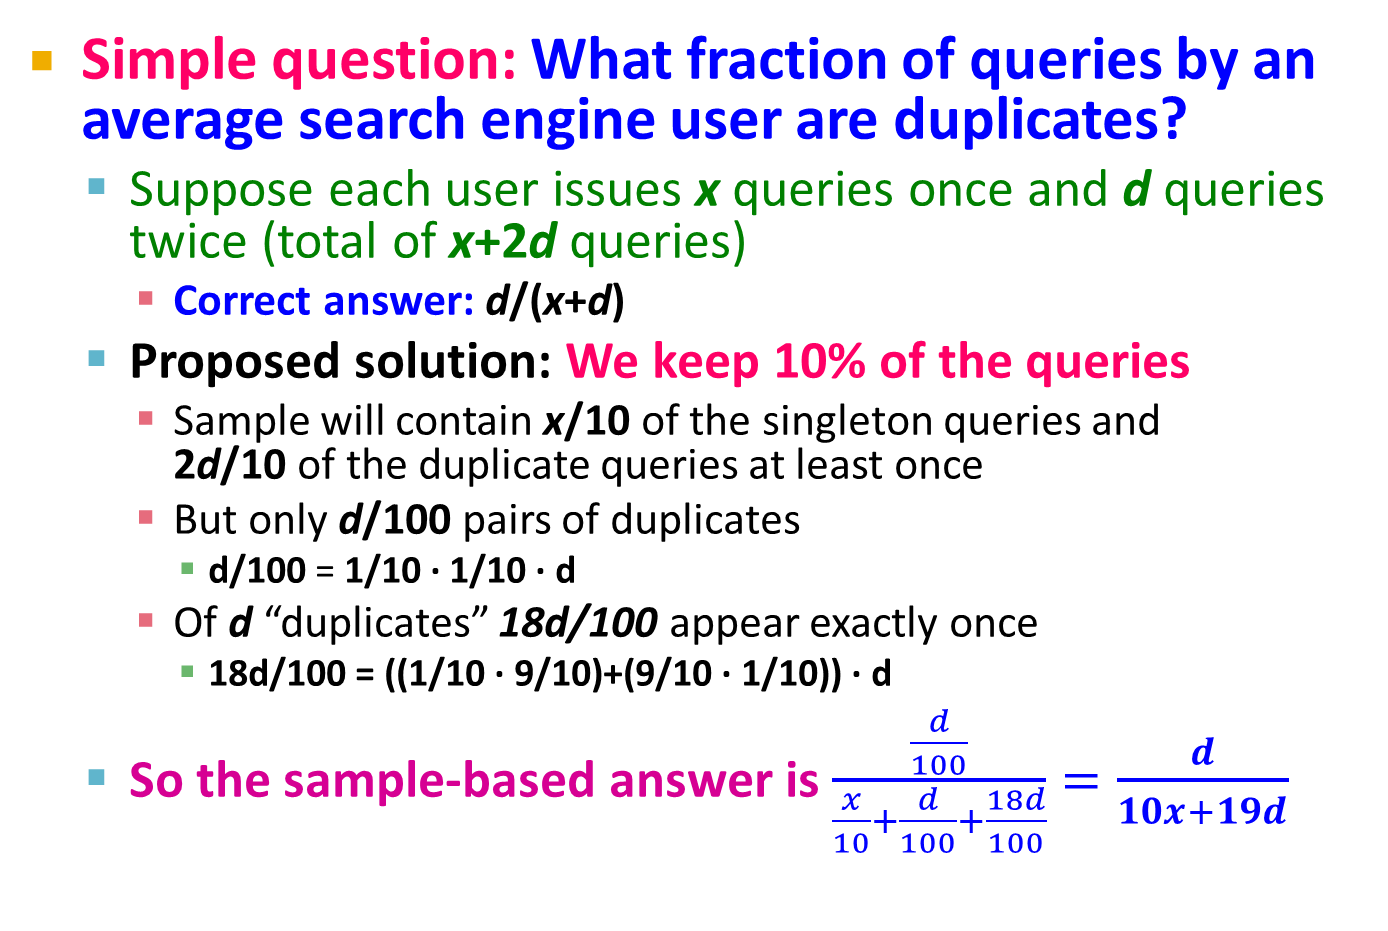 Simple question: What fraction of queries by an
average search engine user are duplicates?
Suppose each user issues x queries once and d queries
twice (total of x+2d queries)
Correct answer: d/(x+d)
Proposed solution: We keep 10% of the queries
Sample will contain x/10 of the singleton queries and
2d/10 of the duplicate queries at least once
But only d/100 pairs of duplicates
d/100 = 1/10 ∙ 1/10 ∙ d
Of d “duplicates” 18d/100 appear exactly once
18d/100 = ((1/10 ∙ 9/10)+(9/10 ∙ 1/10)) ∙ d
So the sample-based answer is (d/100)/(x/10+d/100+18d/100) = d/(10x+19d)